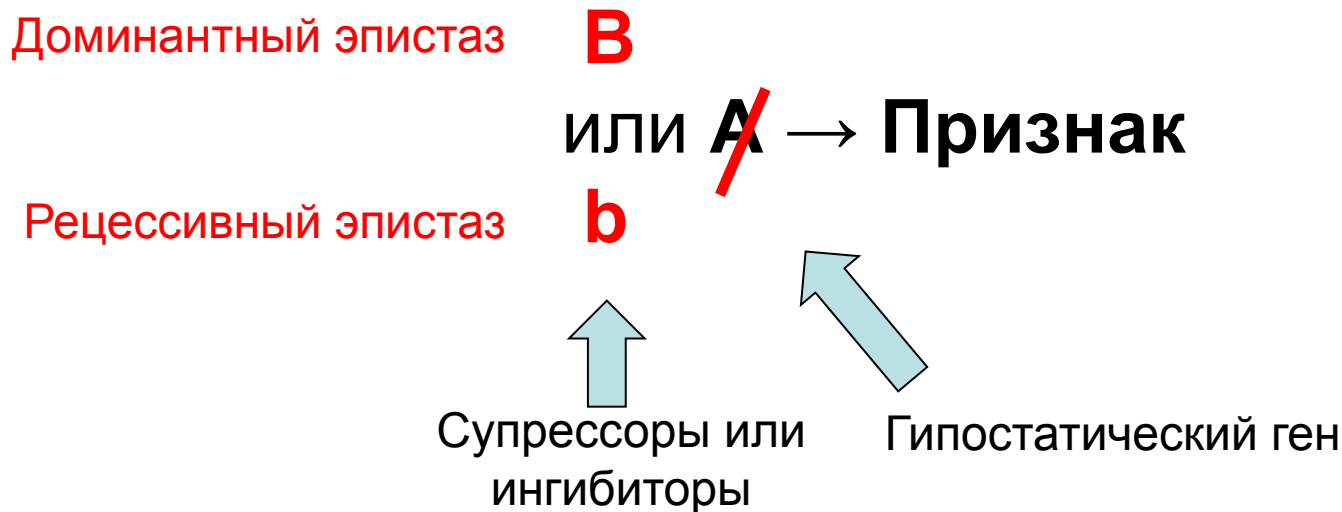 Доминантный эпистаз B
или A → Признак
Рецессивный эпистаз b
Супрессоры или
ингибиторы
Гипостатический ген